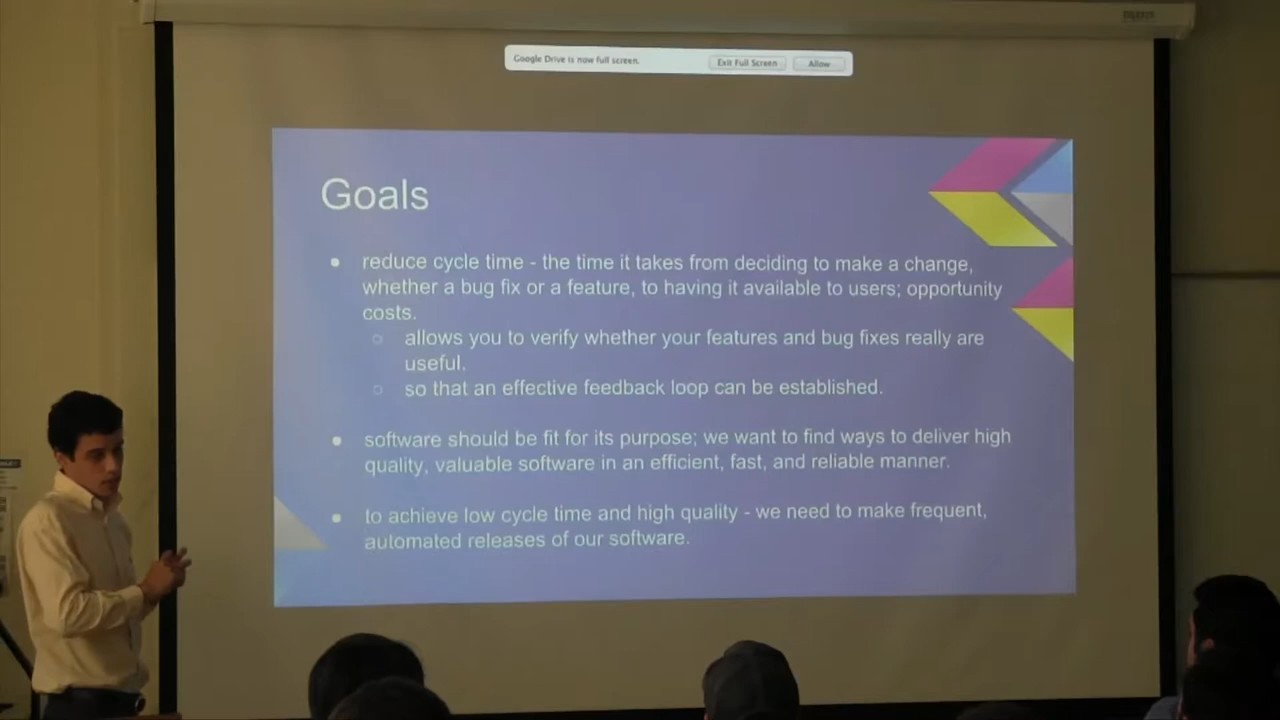 Google Drive is now full screen.
Exit Full Screen
Allow
Goals
● reduce cycle time - the time it takes from deciding to make a change,
whether a bug fix or a feature, to having it available to users; opportunity
costs.
○ allows you to verify whether your features and bug fixes really are
useful.
○ so that an effective feedback loop can be established.
● software should be fit for its purpose; we want to find ways to deliver high
quality, valuable software in an efficient, fast, and reliable manner.
● to achieve low cycle time and high quality - we need to make frequent,
automated releases of our software.